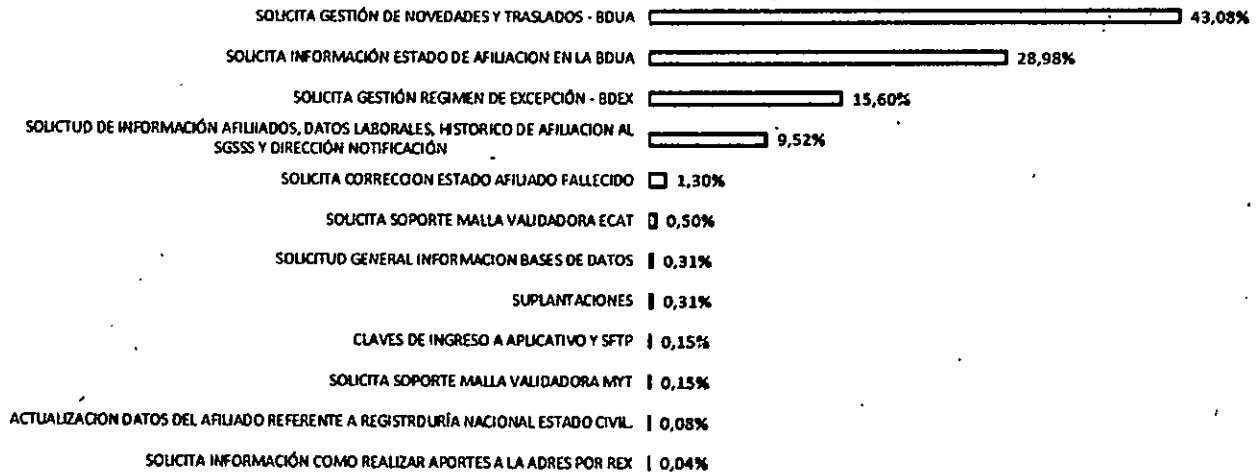 SOLICITA GESTIÓN DE NOVEDADES Y TRASLADOS - BDUA 43,08%
SOLICITA INFORMACIÓN ESTADO DE AFILIACION EN LA BDUA 28,98%
SOLICITA GESTIÓN REGIMEN DE EXCEPCIÓN - BDEX 15,60%
SOLICTUD DE INFORMACIÓN AFILIIADOS, DATOS LABORALES, HISTORICO DE AFILIACION AL
SGSSS Y DIRECCIÓN NOTIFICACIÓN 9,52%
SOLICITA CORRECCION ESTADO AFILIADO FALLECIDO 1,30%
SOLICITA SOPORTE MALLA VALIDADORA ECAT 0,50%
SOLICITUD GENERAL INFORMACION BASES DE DATOS 0,31%
SUPLANTACIONES 0,31%
CLAVES DE INGRESO A APLICATIVO Y SFTP 0,15%
SOLICITA SOPORTE MALLA VALIDADORA MYT 0,15%
ACTUALIZACION DATOS DEL AFILIADO REFERENTE A REGISTRDURÍA NACIONAL ESTADO CIVIL. 0,08%
SOLICITA INFORMACIÓN COMO REALIZAR APORTES A LA ADRES POR REX 0,04%